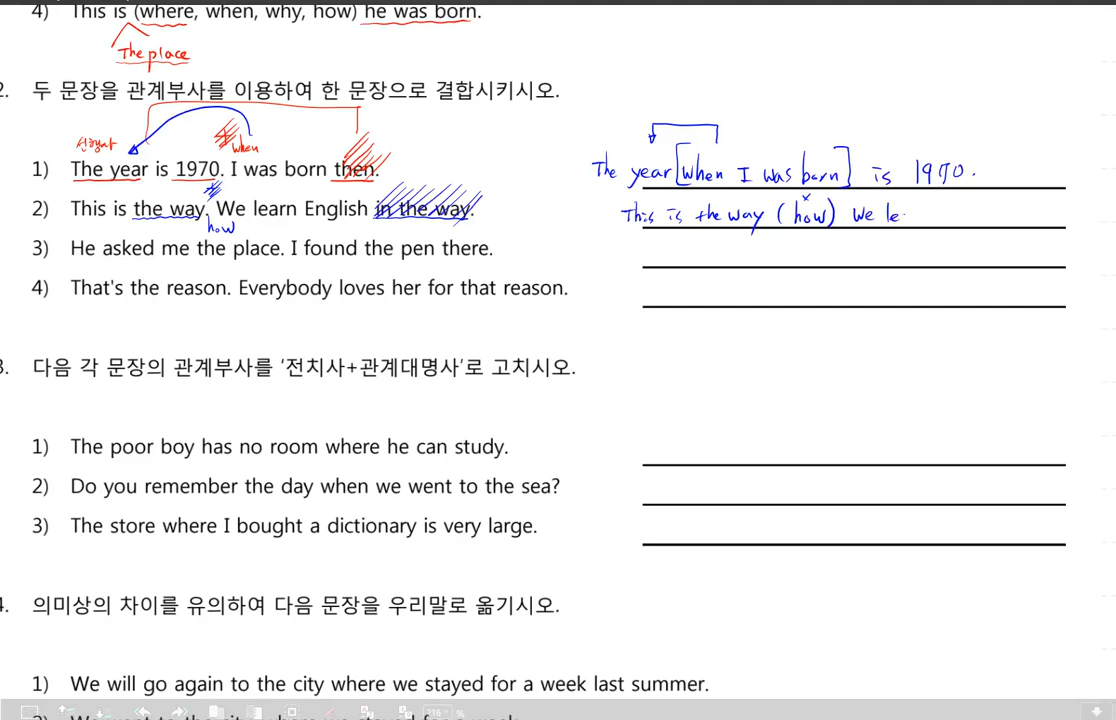 4) This is (where, when, why, how) he was born.
The place
2. 두 문장을 관계부사를 이용하여 한 문장으로 결합시키시오.
선행사 when
1) The year is 1970. I was born then.
The year [when I was born] is 1970.
2) This is the way. We learn English in the way.
how
This is the way (how) we le
3) He asked me the place. I found the pen there.
4) That's the reason. Everybody loves her for that reason.
3. 다음 각 문장의 관계부사를 '전치사+관계대명사'로 고치시오.
1) The poor boy has no room where he can study.
2) Do you remember the day when we went to the sea?
3) The store where I bought a dictionary is very large.
4. 의미상의 차이를 유의하여 다음 문장을 우리말로 옮기시오.
1) We will go again to the city where we stayed for a week last summer.